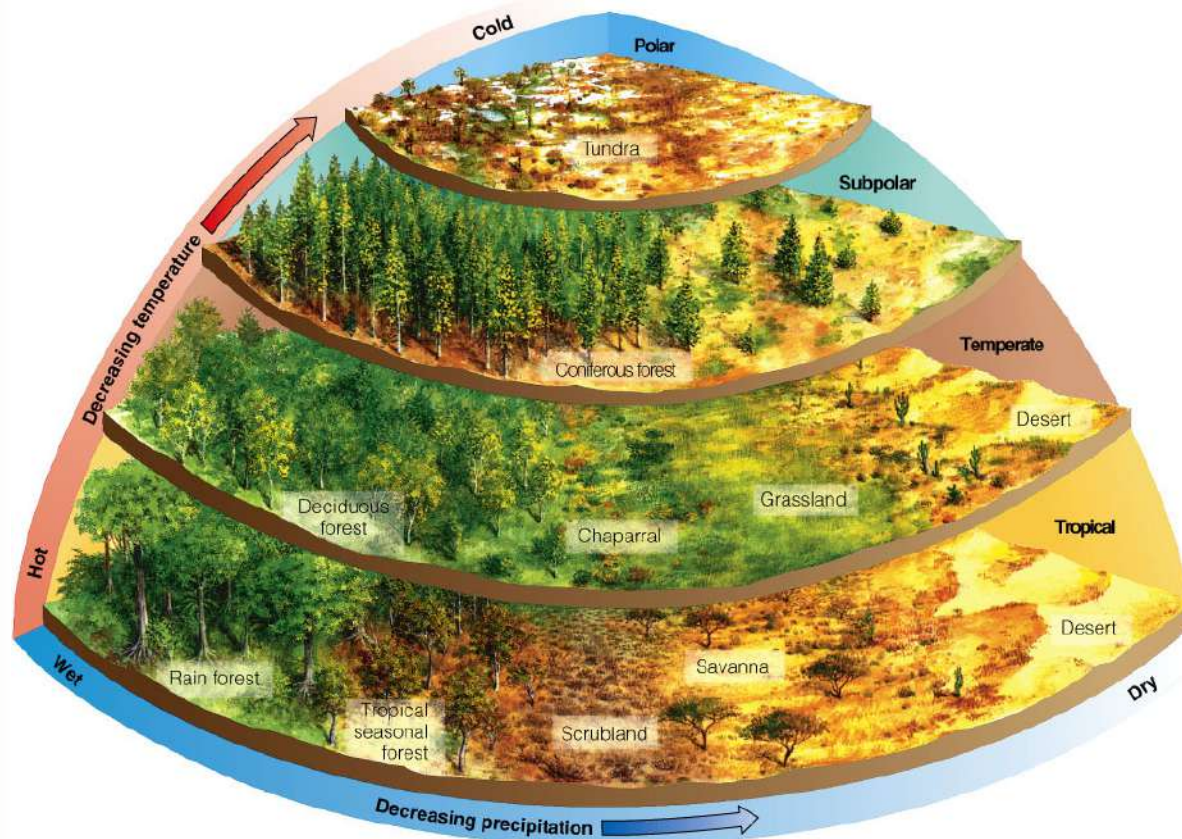 Cold
Polar
Tundra
Subpolar
Decreasing temperature
Coniferous forest
Temperate
Desert
Deciduous
forest
Chaparral
Grassland
Tropical
Hot
Wet
Rain forest
Tropical
seasonal
forest
Scrubland
Savanna
Desert
Dry
Decreasing precipitation